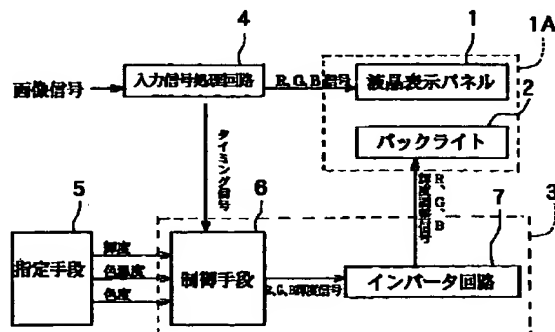 4
1
1A
画像信号
入力信号処理回路
R,G,B信号
液晶表示パネル
2
バックライト
タイミング信号
R、G、B
5
6
7
3
指定手段
輝度
色温度
色度
制御手段
R,G,B輝度信号
インバータ回路